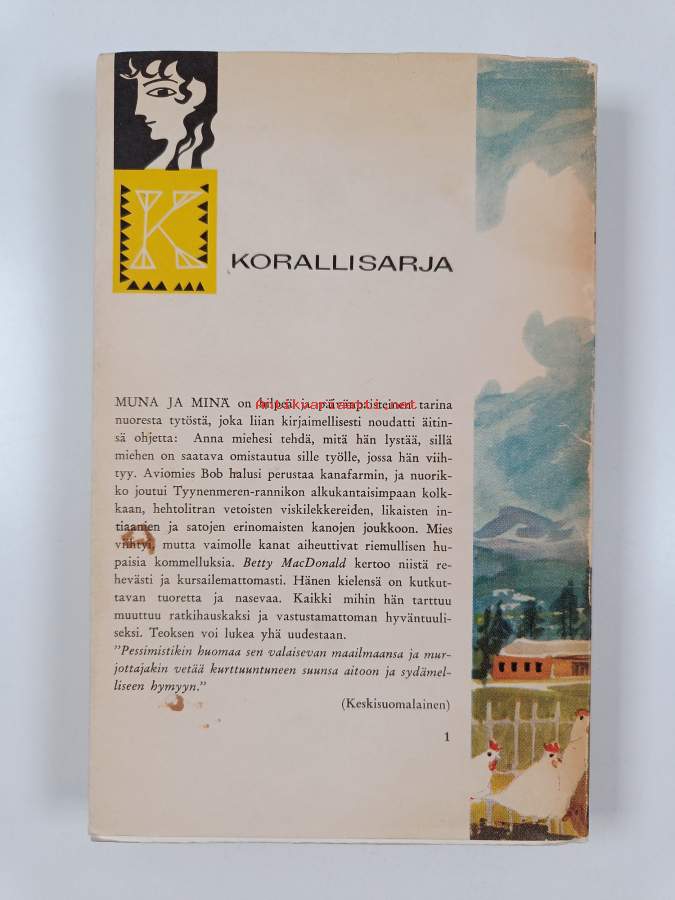 K
KORALLISARJA
MUNA JA MINÄ on hilpeä ja päivänpaisteinen tarina
nuoresta tytöstä, joka liian kirjaimellisesti noudatti äitin-
sä ohjetta: Anna miehesi tehdä, mitä hän lystää, sillä
miehen on saatava omistautua sille työlle, jossa hän viih-
tyy. Aviomies Bob halusi perustaa kanafarmin, ja nuorik-
ko joutui Tyynenmeren-rannikon alkukantaisimpaan kolk-
kaan, hehtolitran vetoisten viskilekkereiden, likaisten in-
tiaanien ja satojen erinomaisten kanojen joukkoon. Mies
viihtyi, mutta vaimolle kanat aiheuttivat riemullisen hu-
paisia kommelluksia. Betty MacDonald kertoo niistä re-
hevästi ja kursailemattomasti. Hänen kielensä on kutkut-
tavan tuoretta ja nasevaa. Kaikki mihin hän tarttuu
muuttuu ratkihauskaksi ja vastustamattoman hyväntuuli-
seksi. Teoksen voi lukea yhä uudestaan.
"Pessimistikin huomaa sen valaisevan maailmaansa ja mur-
jottajakin vetää kurttuuntuneen suunsa aitoon ja sydämel-
liseen hymyyn."
(Keskisuomalainen)
1